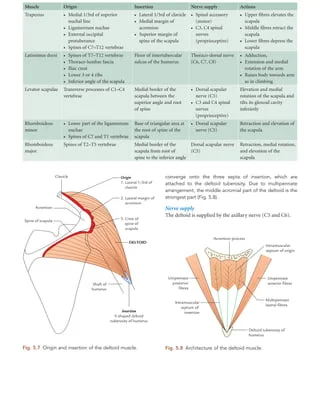 Muscle Origin Insertion Nerve supply Actions
Trapezius
• Medial 1/3rd of superior nuchal line
• Ligamentum nuchae
• External occipital protuberance
• Spines of C7–T12 vertebrae
• Lateral 1/3rd of clavicle
• Medial margin of acromion
• Superior margin of spine of the scapula
• Spinal accessory (motor)
• C3, C4 spinal nerves (proprioceptive)
• Upper fibres elevates the scapula
• Middle fibres retract the scapula
• Lower fibres depress the scapula
Latissimus dorsi
• Spines of T7–T12 vertebrae
• Thoraco-lumbar fascia
• Iliac crest
• Lower 3 or 4 ribs
• Inferior angle of the scapula
Floor of intertubercular sulcus of the humerus
Thoraco-dorsal nerve (C6, C7, C8)
• Adduction,
• Extension and medial rotation of the arm
• Raises body towards arm as in climbing
Levator scapulae
Transverse processes of C1–C4 vertebrae
Medial border of the scapula between the superior angle and root of spine
• Dorsal scapular nerve (C5)
• C3 and C4 spinal nerves (proprioceptive)
Elevation and medial rotation of the scapula and tilts its glenoid cavity inferiorly
Rhomboideus minor
• Lower part of the ligamentum nuchae
• Spines of C7 and T1 vertebrae
Base of triangular area at the root of spine of the scapula
• Dorsal scapular nerve (C5)
Retraction and elevation of the scapula
Rhomboideus major
Spines of T2–T5 vertebrae
Medial border of the scapula from root of spine to the inferior angle
Dorsal scapular nerve (C5)
Retraction, medial rotation, and elevation of the scapula
Clavicle
Acromion
Spine of scapula
Origin
1. Lateral 1/3rd of clavicle
2. Lateral margin of acromion
3. Crest of spine of scapula
DELTOID
Shaft of humerus
Insertion
V-shaped deltoid tuberosity of humerus
Fig. 5.7 Origin and insertion of the deltoid muscle.
converge onto the three septa of insertion, which are
attached to the deltoid tuberosity. Due to multipennate
arrangement, the middle acromial part of the deltoid is the
strongest part (Fig. 5.8).
Nerve supply
The deltoid is supplied by the axillary nerve (C5 and C6).
Acromion process
Intramuscular septum of origin
Unipennate posterior fibres
Unipennate anterior fibres
Intramuscular septum of insertion
Multipennate lateral fibres
Deltoid tuberosity of humerus
Fig. 5.8 Architecture of the deltoid muscle.